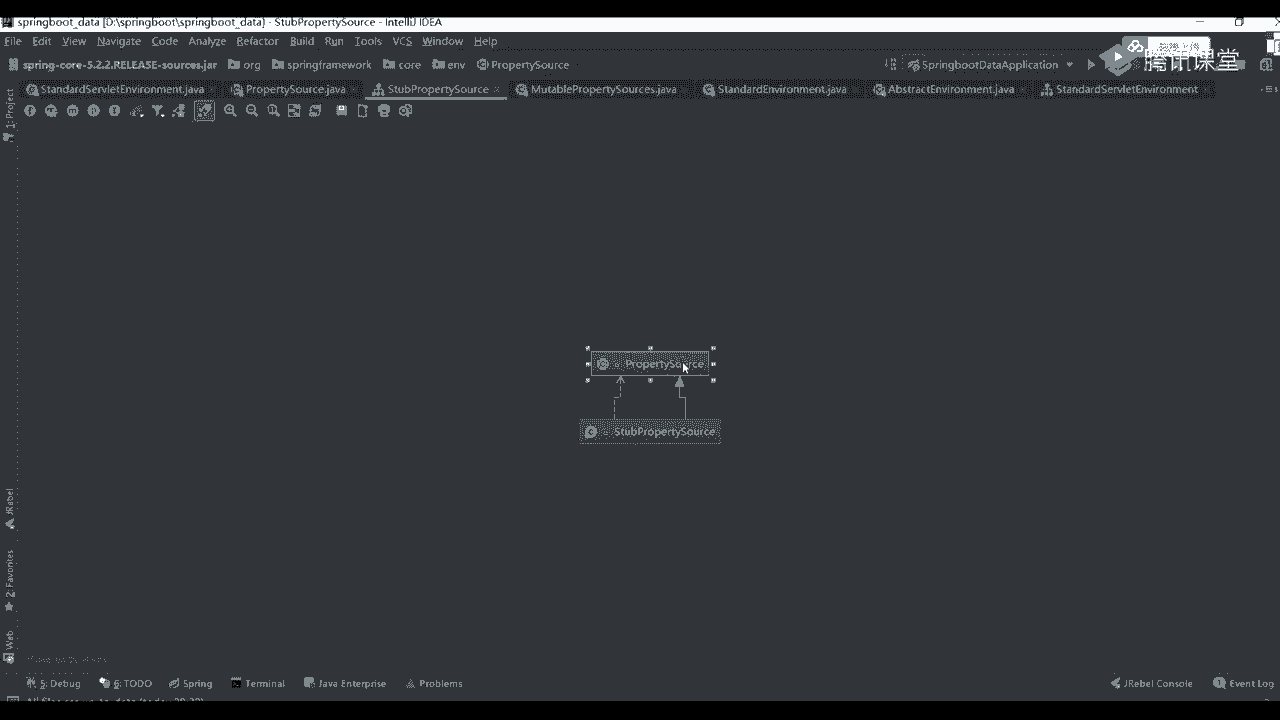 springboot_data [D:\springboot\springboot_data] - StubPropertySource - IntelliJ IDEA
File Edit View Navigate Code Analyze Refactor Build Run Tools VCS Window Help
腾讯课堂
spring-core-5.2.2.RELEASE-sources.jar org springframework core env PropertySource SpringbootDataApplication
StandardServletEnvironment.java PropertySource.java StubPropertySource MutablePropertySources.java StandardEnvironment.java AbstractEnvironment.java StandardServletEnvironment
1: Project
PropertySource
StubPropertySource
JRebel
2: Favorites
Web
5: Debug 6: TODO Spring Terminal Java Enterprise Problems JRebel Console 1 Event Log